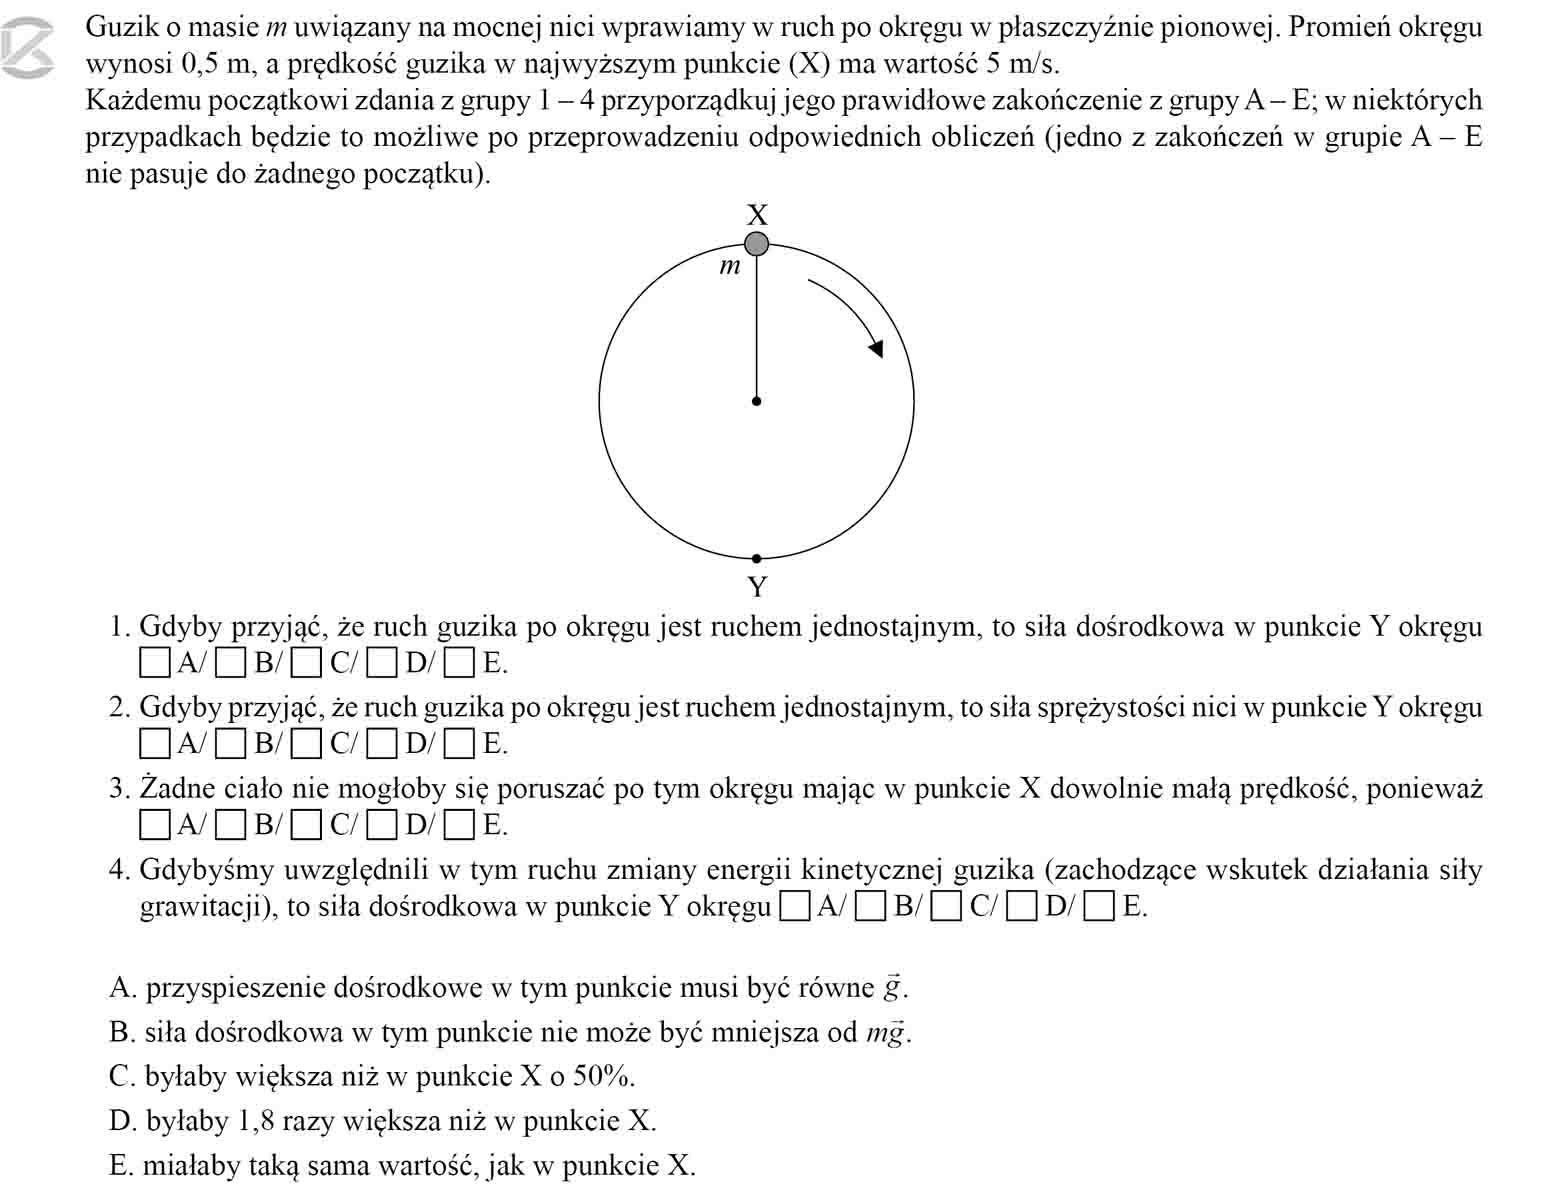 Guzik o masie m uwiązany na mocnej nici wprawiamy w ruch po okręgu w płaszczyźnie pionowej. Promień okręgu
wynosi 0,5 m, a prędkość guzika w najwyższym punkcie (X) ma wartość 5 m/s.
Każdemu początkowi zdania z grupy 1 – 4 przyporządkuj jego prawidłowe zakończenie z grupy A – E; w niektórych
przypadkach będzie to możliwe po przeprowadzeniu odpowiednich obliczeń (jedno z zakończeń w grupie A – E
nie pasuje do żadnego początku).
X
m
Y
1. Gdyby przyjąć, że ruch guzika po okręgu jest ruchem jednostajnym, to siła dośrodkowa w punkcie Y okręgu
☐ A/ ☐ B/ ☐ C/ ☐ D/ ☐ E.
2. Gdyby przyjąć, że ruch guzika po okręgu jest ruchem jednostajnym, to siła sprężystości nici w punkcie Y okręgu
☐ A/ ☐ B/ ☐ C/ ☐ D/ ☐ E.
3. Żadne ciało nie mogłoby się poruszać po tym okręgu mając w punkcie X dowolnie małą prędkość, ponieważ
☐ A/ ☐ B/ ☐ C/ ☐ D/ ☐ E.
4. Gdybyśmy uwzględnili w tym ruchu zmiany energii kinetycznej guzika (zachodzące wskutek działania siły
grawitacji), to siła dośrodkowa w punkcie Y okręgu ☐ A/ ☐ B/ ☐ C/ ☐ D/ ☐ E.
A. przyspieszenie dośrodkowe w tym punkcie musi być równe g⃗.
B. siła dośrodkowa w tym punkcie nie może być mniejsza od mg⃗.
C. byłaby większa niż w punkcie X o 50%.
D. byłaby 1,8 razy większa niż w punkcie X.
E. miałaby taką sama wartość, jak w punkcie X.